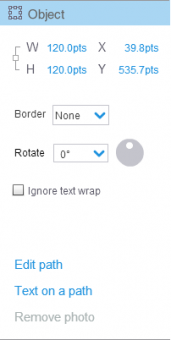 Object
W 120.0pts X 39.8pts
H 120.0pts Y 535.7pts
Border None
Rotate 0°
Ignore text wrap
Edit path
Text on a path
Remove photo